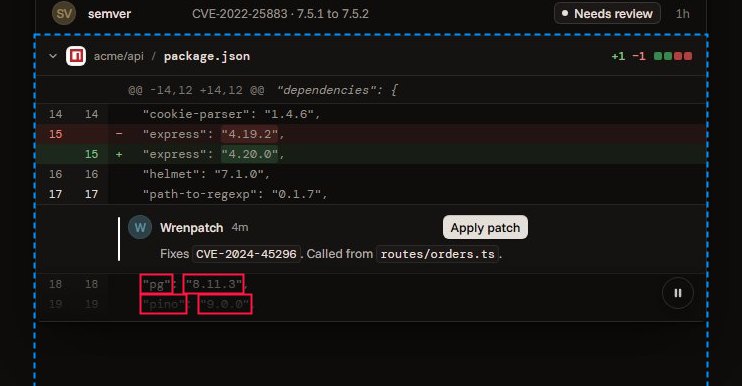 SV semver CVE-2022-25883 · 7.5.1 to 7.5.2 Needs review 1h
acme/api / package.json +1 −1
@@ -14,12 +14,12 @@ "dependencies": {
14 14 "cookie-parser": "1.4.6",
15 − "express": "4.19.2",
15 + "express": "4.20.0",
16 16 "helmet": "7.1.0",
17 17 "path-to-regexp": "0.1.7",
W Wrenpatch 4m Apply patch
Fixes CVE-2024-45296. Called from routes/orders.ts.
18 18 "pg": "8.11.3",
19 19 "pino": "9.0.0"